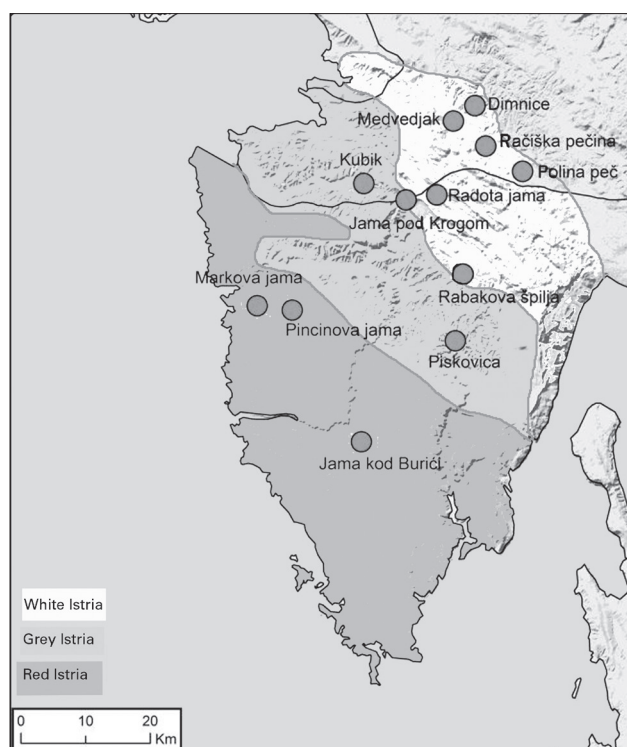 Dimnice
Medvedjak
Račiška pečina
Kubik
Polina peč
Radota jama
Jama pod Krogom
Markova jama
Rabakova špilja
Pincinova jama
Piskovica
Jama kod Burići
White Istria
Grey Istria
Red Istria
0 10 20
Km